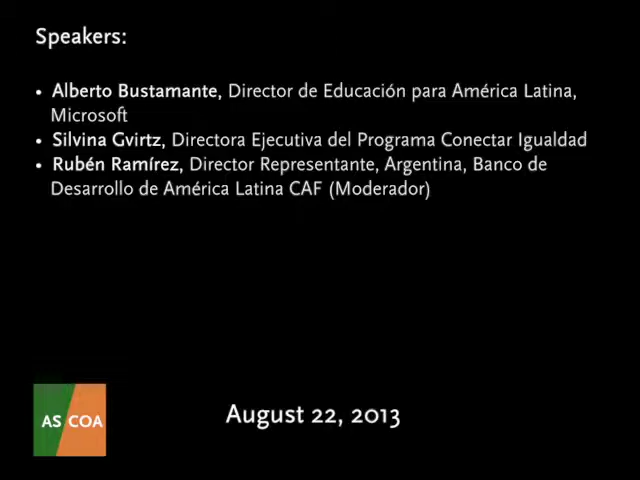 Speakers:
• Alberto Bustamante, Director de Educación para América Latina,
Microsoft
• Silvina Gvirtz, Directora Ejecutiva del Programa Conectar Igualdad
• Rubén Ramírez, Director Representante, Argentina, Banco de
Desarrollo de América Latina CAF (Moderador)
AS COA
August 22, 2013